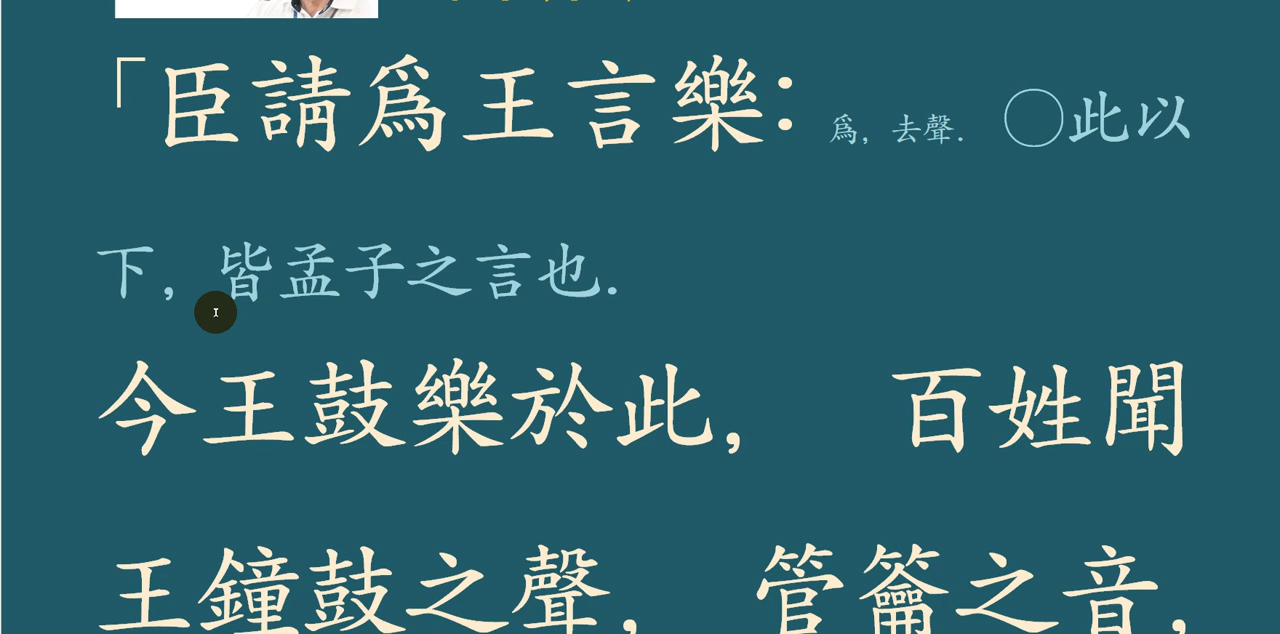 「臣請爲王言樂：爲，去聲．◯此以
下，皆孟子之言也．
今王鼓樂於此，百姓聞
王鐘鼓之聲，管籥之音，